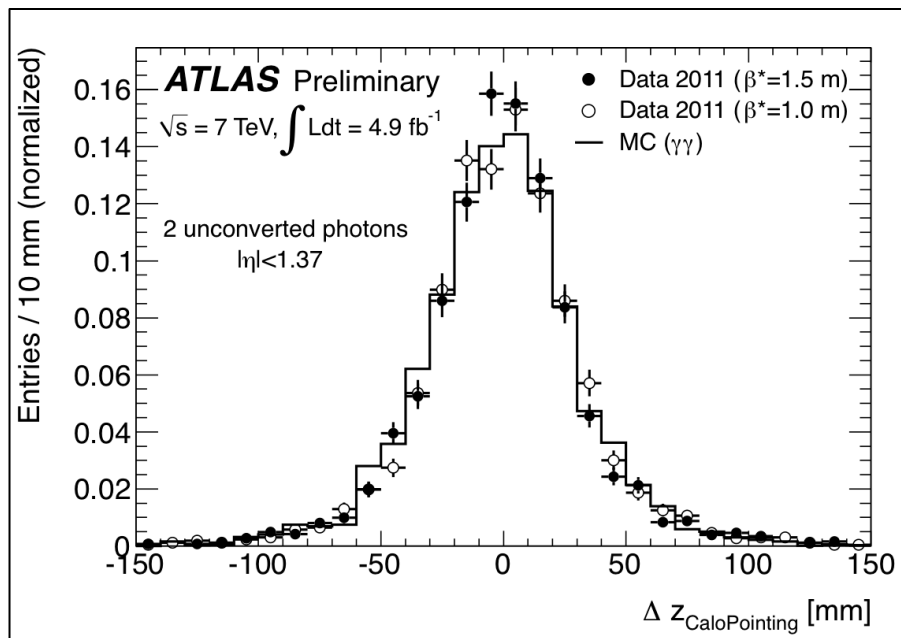 ATLAS Preliminary
√s = 7 TeV, ∫ Ldt = 4.9 fb⁻¹
Data 2011 (β*=1.5 m)
Data 2011 (β*=1.0 m)
MC (γγ)
2 unconverted photons
|η|<1.37
Entries / 10 mm (normalized)
0.16
0.14
0.12
0.1
0.08
0.06
0.04
0.02
0
-150 -100 -50 0 50 100 150
Δ z_CaloPointing [mm]